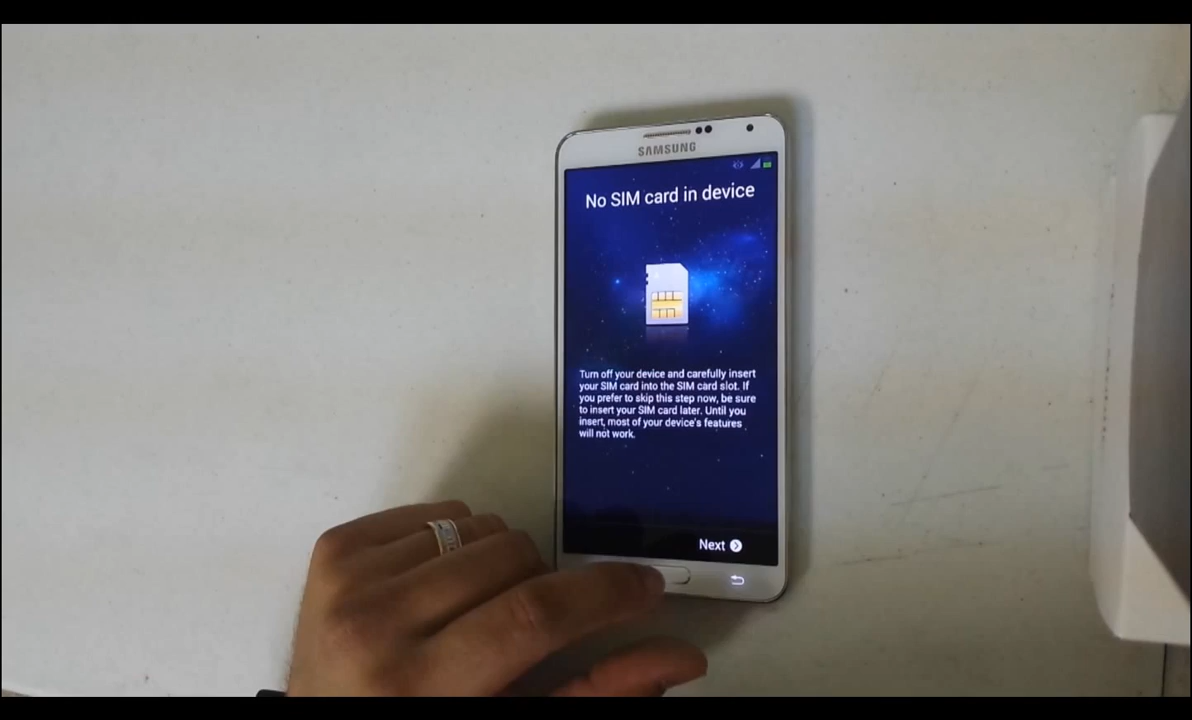 SAMSUNG
No SIM card in device
Turn off your device and carefully insert
your SIM card into the SIM card slot. If
you prefer to skip this step now, be sure
to insert your SIM card later. Until you
insert, most of your device's features
will not work.
Next